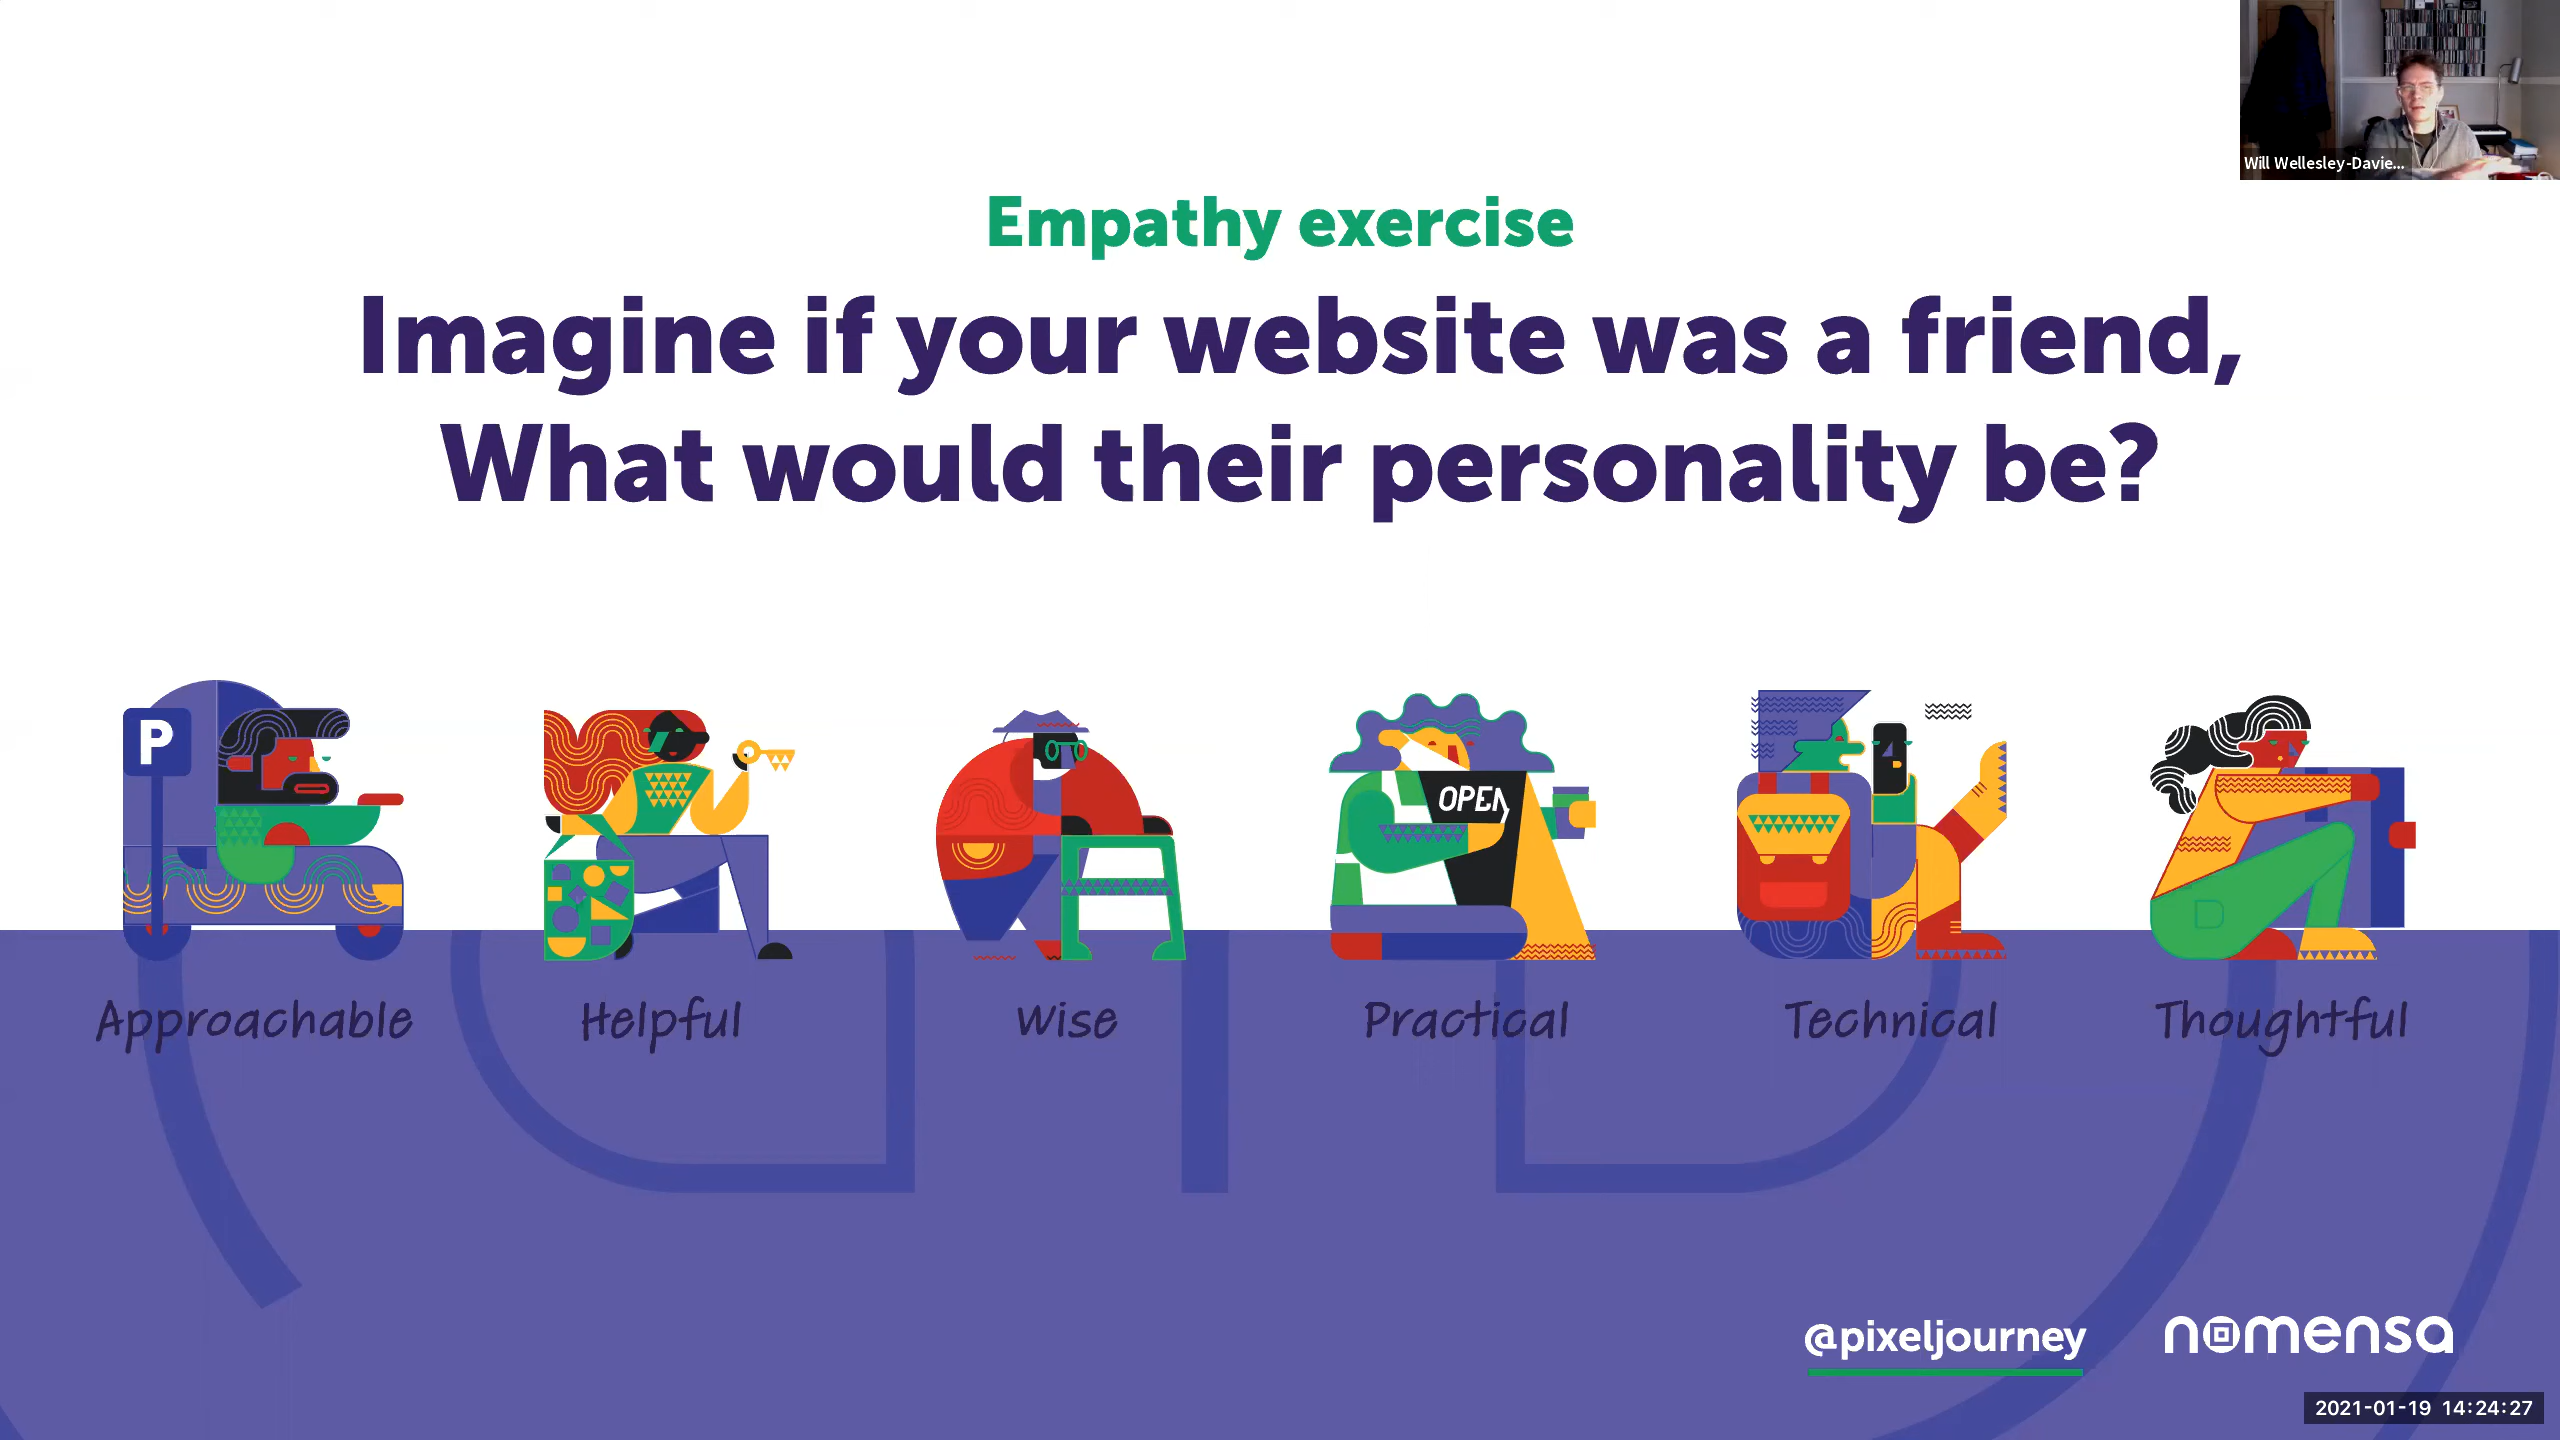 Will Wellesley-Davie...
Empathy exercise
Imagine if your website was a friend,
What would their personality be?
P
OPEN
Approachable
Helpful
Wise
Practical
Technical
Thoughtful
@pixeljourney
nomensa
2021-01-19 14:24:27